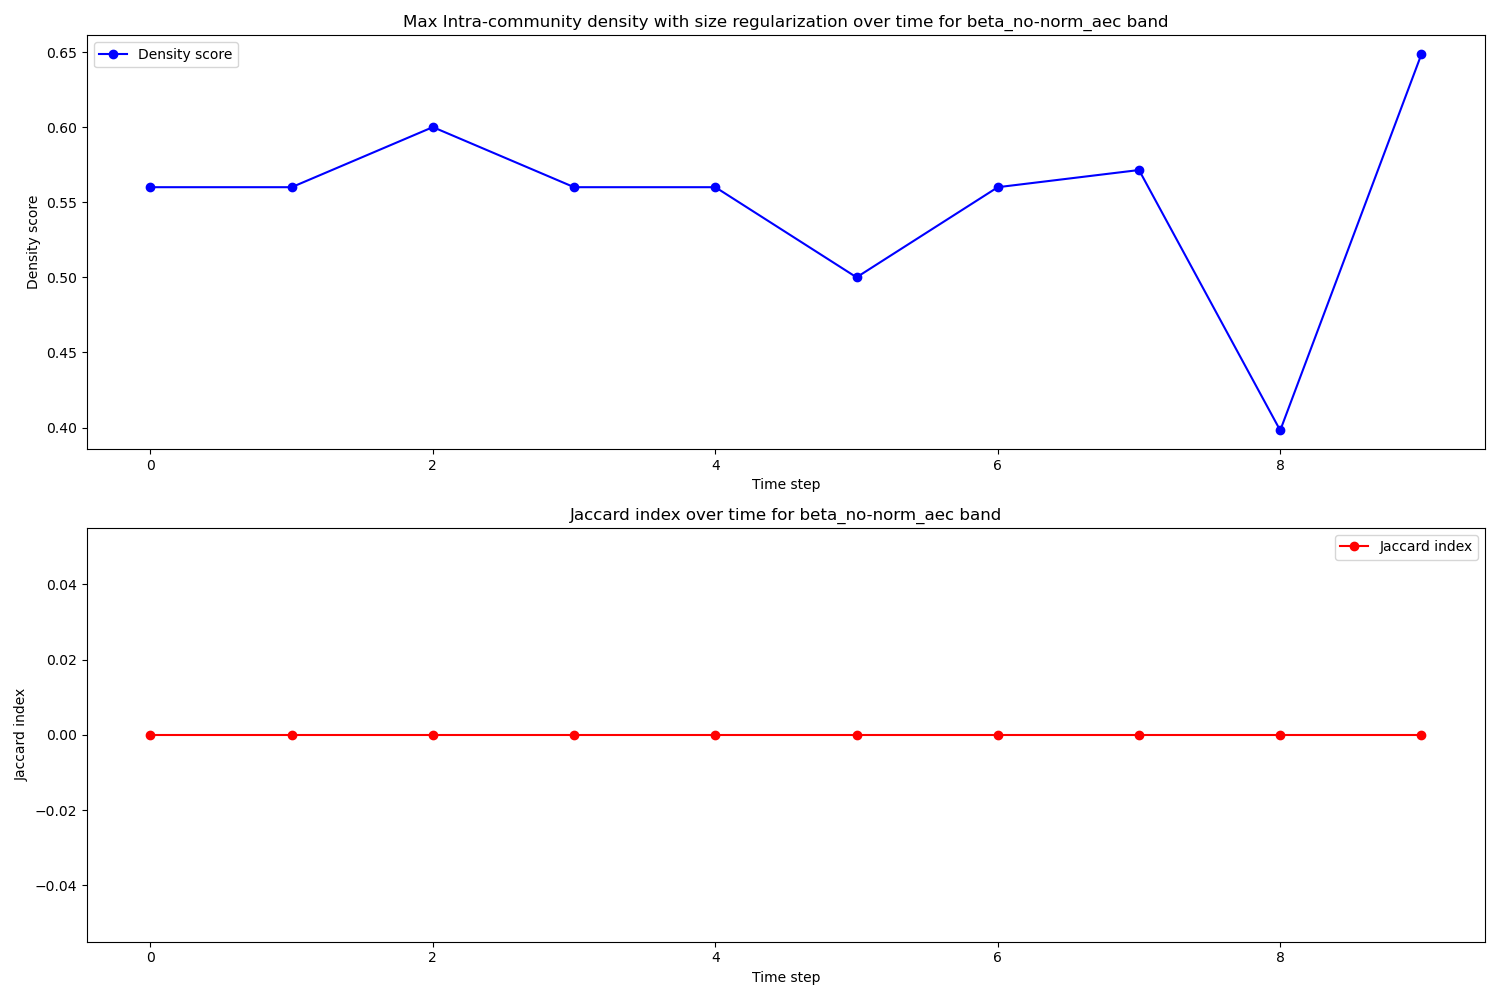 Max Intra-community density with size regularization over time for beta_no-norm_aec band
Density score
0.65
0.60
0.55
0.50
0.45
0.40
Density score
0 2 4 6 8
Time step
Jaccard index over time for beta_no-norm_aec band
Jaccard index
0.04
0.02
0.00
−0.02
−0.04
Jaccard index
0 2 4 6 8
Time step